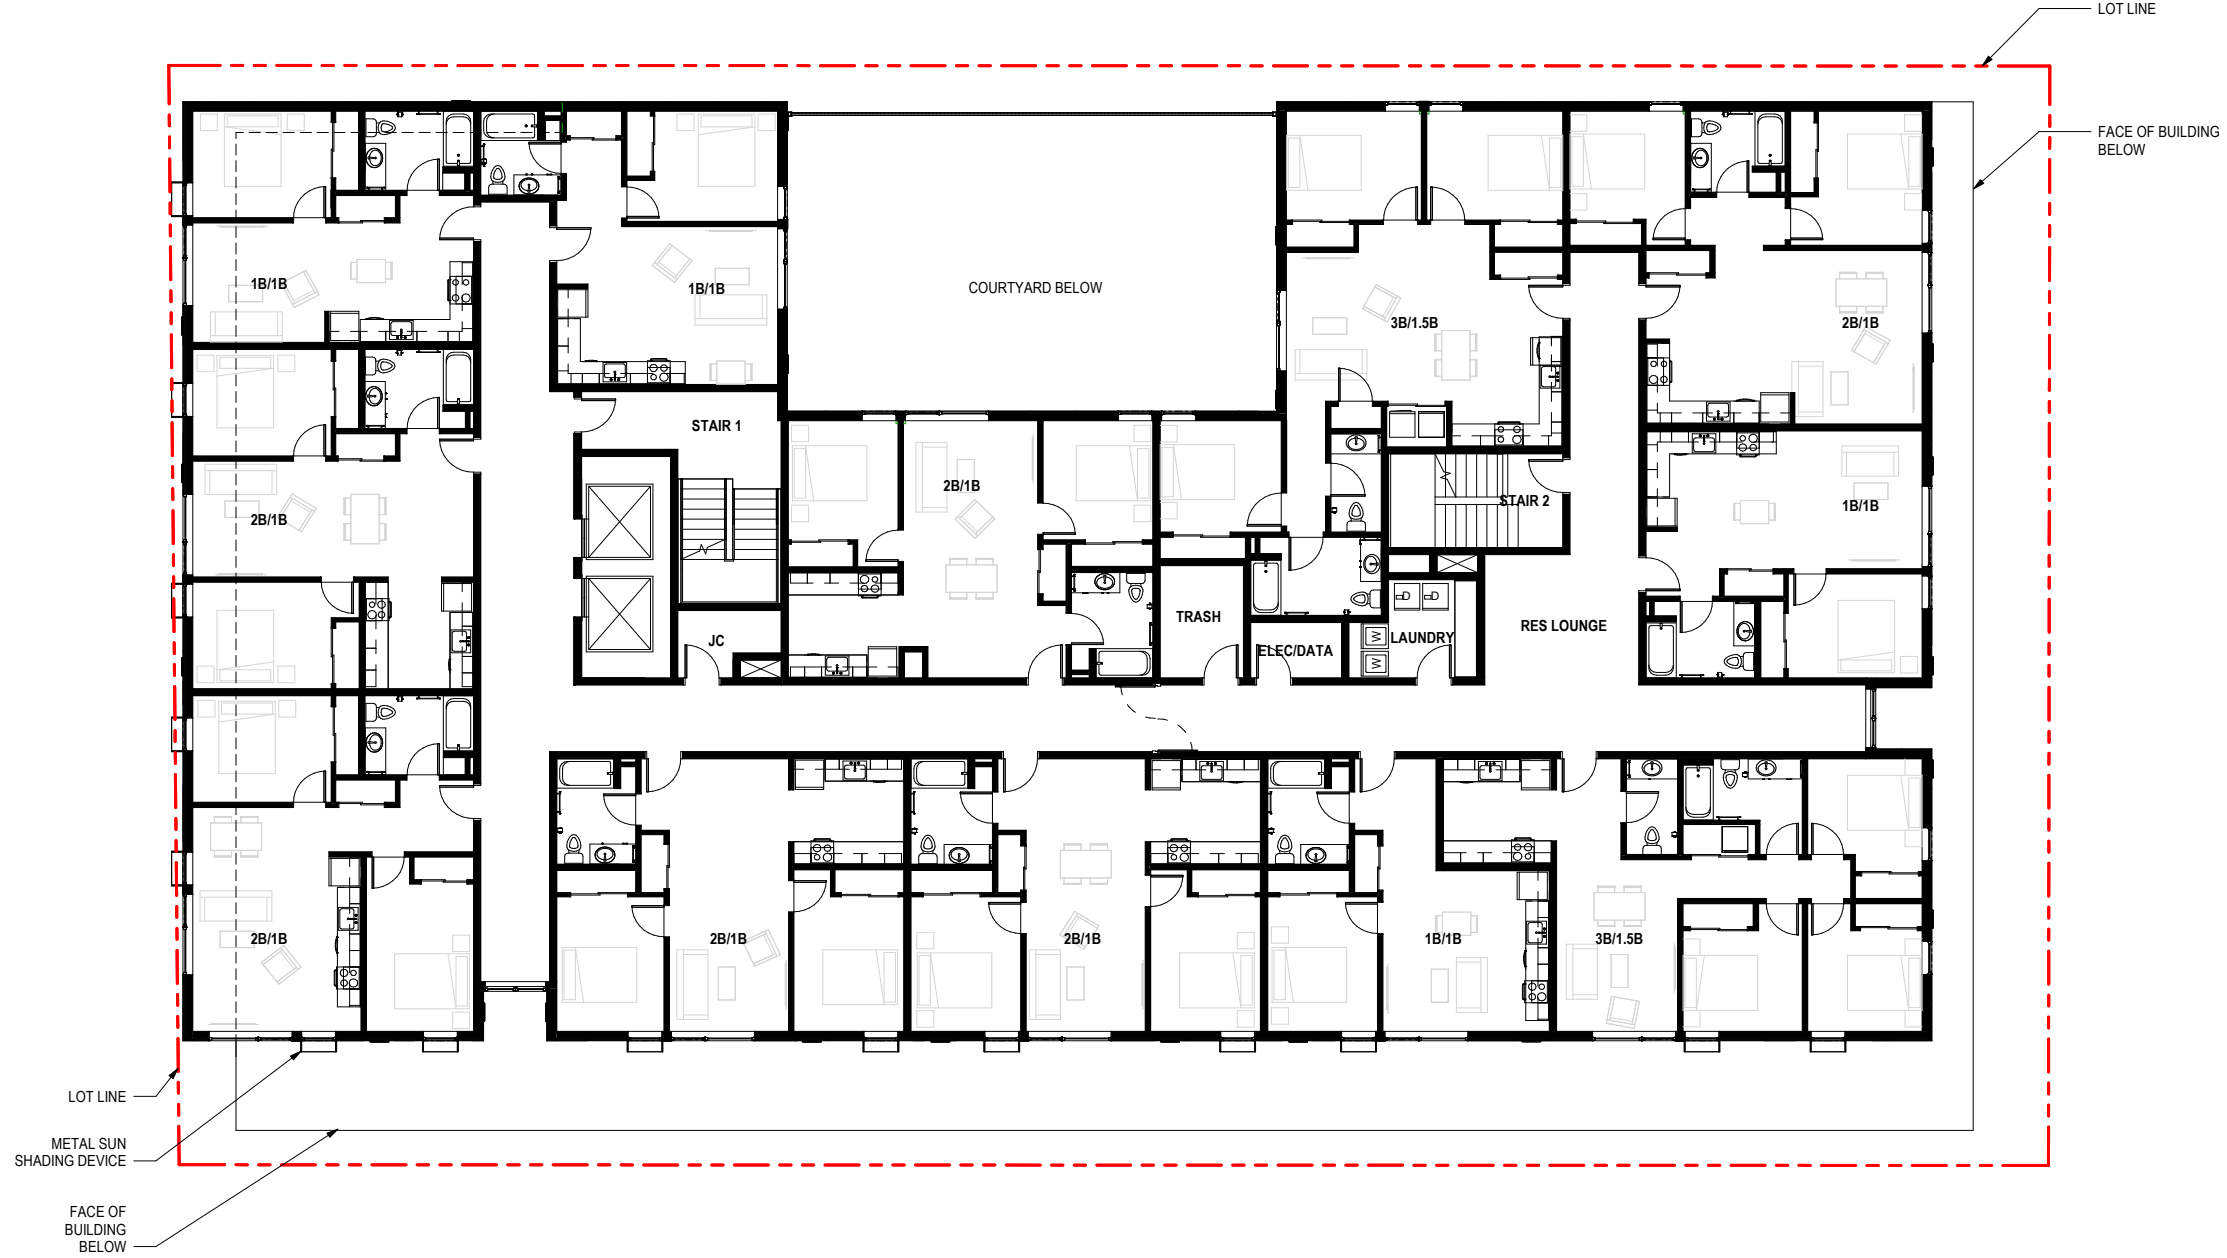 LOT LINE
FACE OF BUILDING
BELOW
1B/1B
1B/1B
COURTYARD BELOW
3B/1.5B
2B/1B
STAIR 1
2B/1B
2B/1B
STAIR 2
1B/1B
JC
TRASH
ELEC/DATA
LAUNDRY
D
D
W
W
RES LOUNGE
2B/1B
2B/1B
2B/1B
1B/1B
3B/1.5B
LOT LINE
METAL SUN
SHADING DEVICE
FACE OF
BUILDING
BELOW